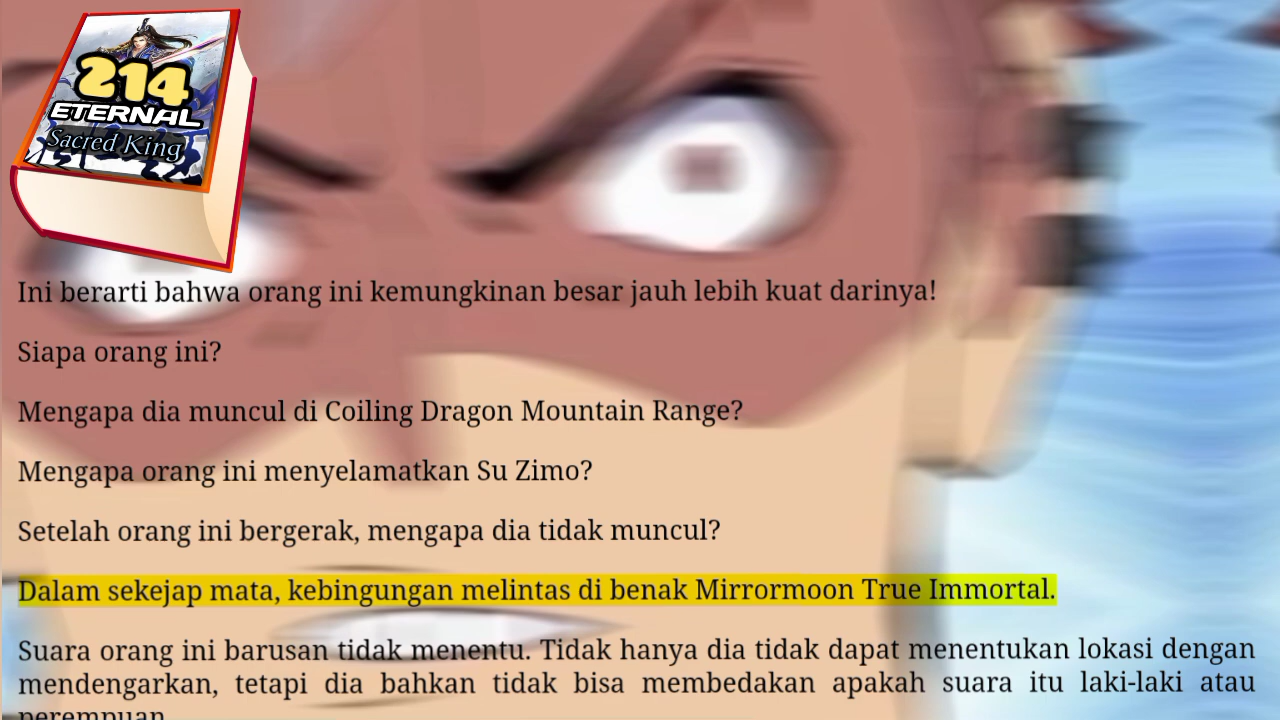 214
ETERNAL
Sacred King
Ini berarti bahwa orang ini kemungkinan besar jauh lebih kuat darinya!
Siapa orang ini?
Mengapa dia muncul di Coiling Dragon Mountain Range?
Mengapa orang ini menyelamatkan Su Zimo?
Setelah orang ini bergerak, mengapa dia tidak muncul?
Dalam sekejap mata, kebingungan melintas di benak Mirrormoon True Immortal.
Suara orang ini barusan tidak menentu. Tidak hanya dia tidak dapat menentukan lokasi dengan
mendengarkan, tetapi dia bahkan tidak bisa membedakan apakah suara itu laki-laki atau
perempuan.